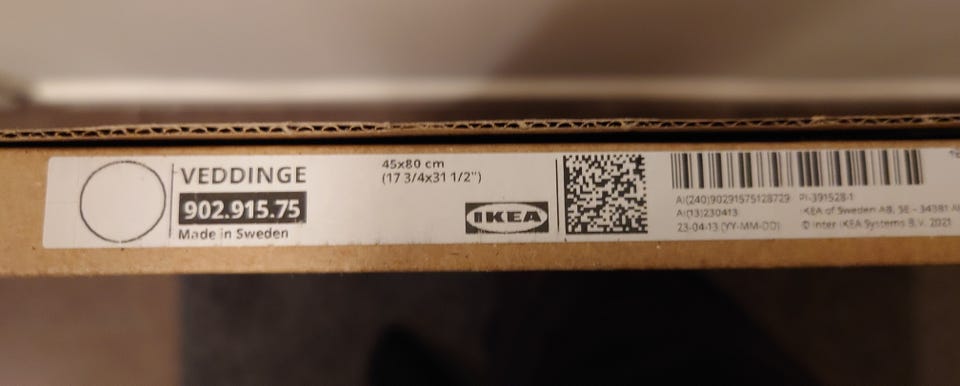 VEDDINGE
902.915.75
Made in Sweden
45x80 cm
(17 3/4x31 1/2")
IKEA
AI(240)90291575128729
AI(13)230413
23-04-13 (YY-MM-DD)
PI-391528-1
IKEA of Sweden AB, SE - 34381
© Inter IKEA Systems B.V. 2021